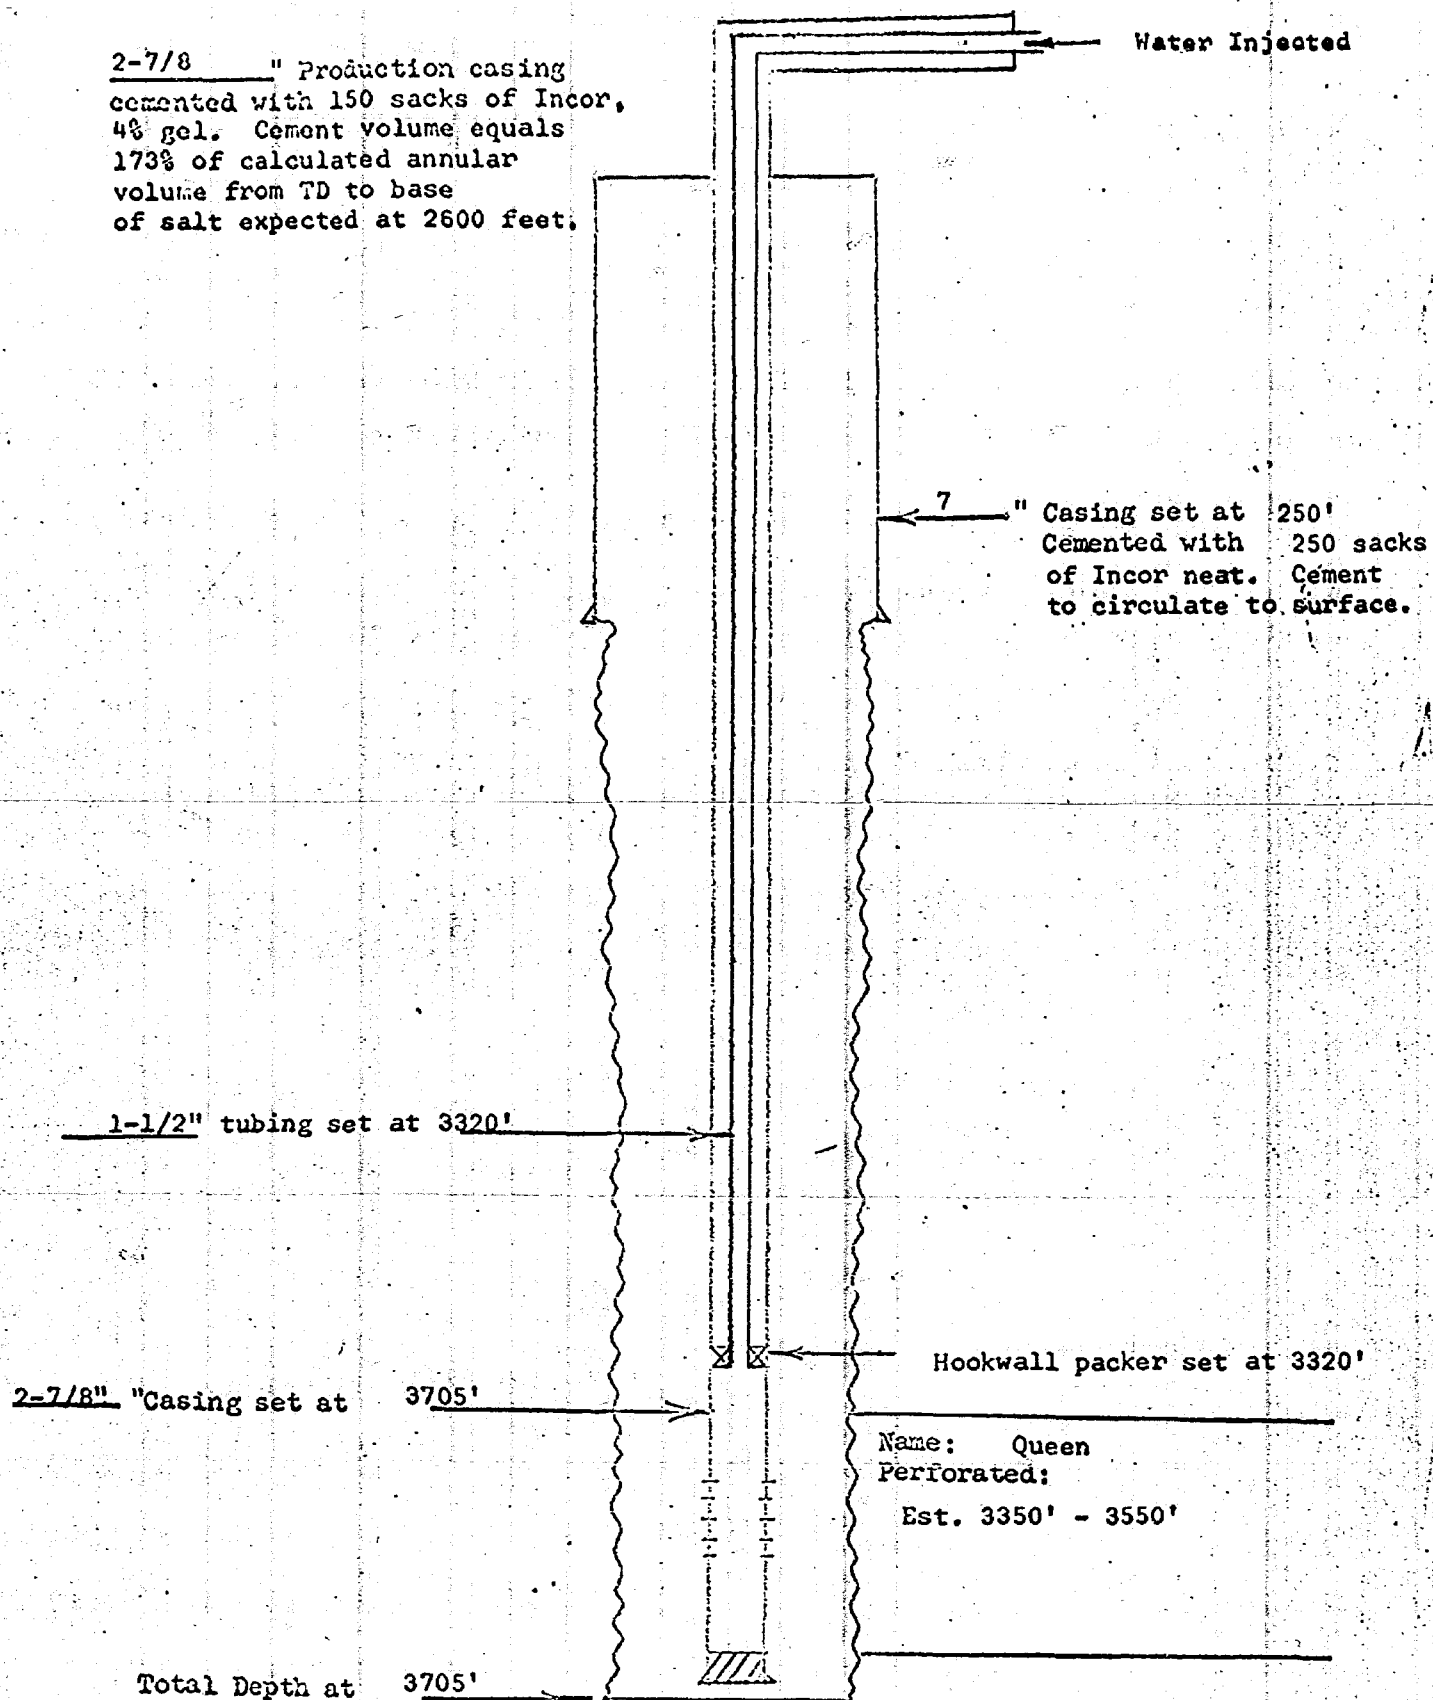 Water Injected
2-7/8 " Production casing
cemented with 150 sacks of Incor,
4% gel. Cement volume equals
173% of calculated annular
volume from TD to base
of salt expected at 2600 feet.
7 " Casing set at 250'
Cemented with 250 sacks
of Incor neat. Cement
to circulate to surface.
1-1/2" tubing set at 3320'
Hookwall packer set at 3320'
2-7/8" "Casing set at 3705'
Name: Queen
Perforated:
Est. 3350' - 3550'
Total Depth at 3705'